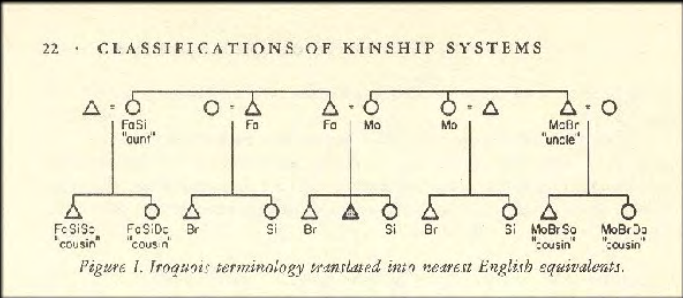 22 · CLASSIFICATIONS OF KINSHIP SYSTEMS
FaSi Fa Fa Mo Mo MoBr
"aunt" "uncle"
FaSiSo FaSiDa Br Si Br Si Br Si MoBrSo MoBrDa
"cousin" "cousin" "cousin" "cousin"
Figure 1. Iroquois terminology translated into nearest English equivalents.